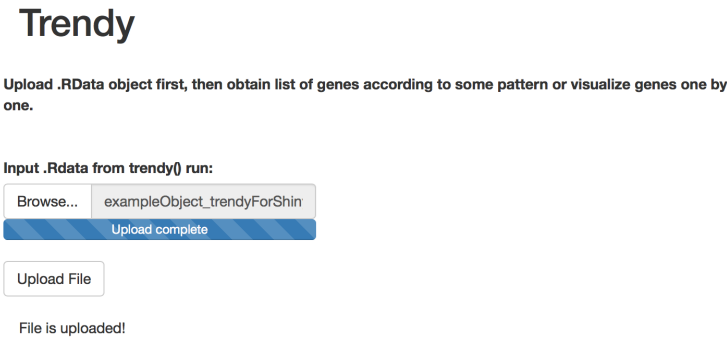 Trendy
Upload .RData object first, then obtain list of genes according to some pattern or visualize genes one by
one.
Input .Rdata from trendy() run:
Browse... exampleObject_trendyForShin
Upload complete
Upload File
File is uploaded!